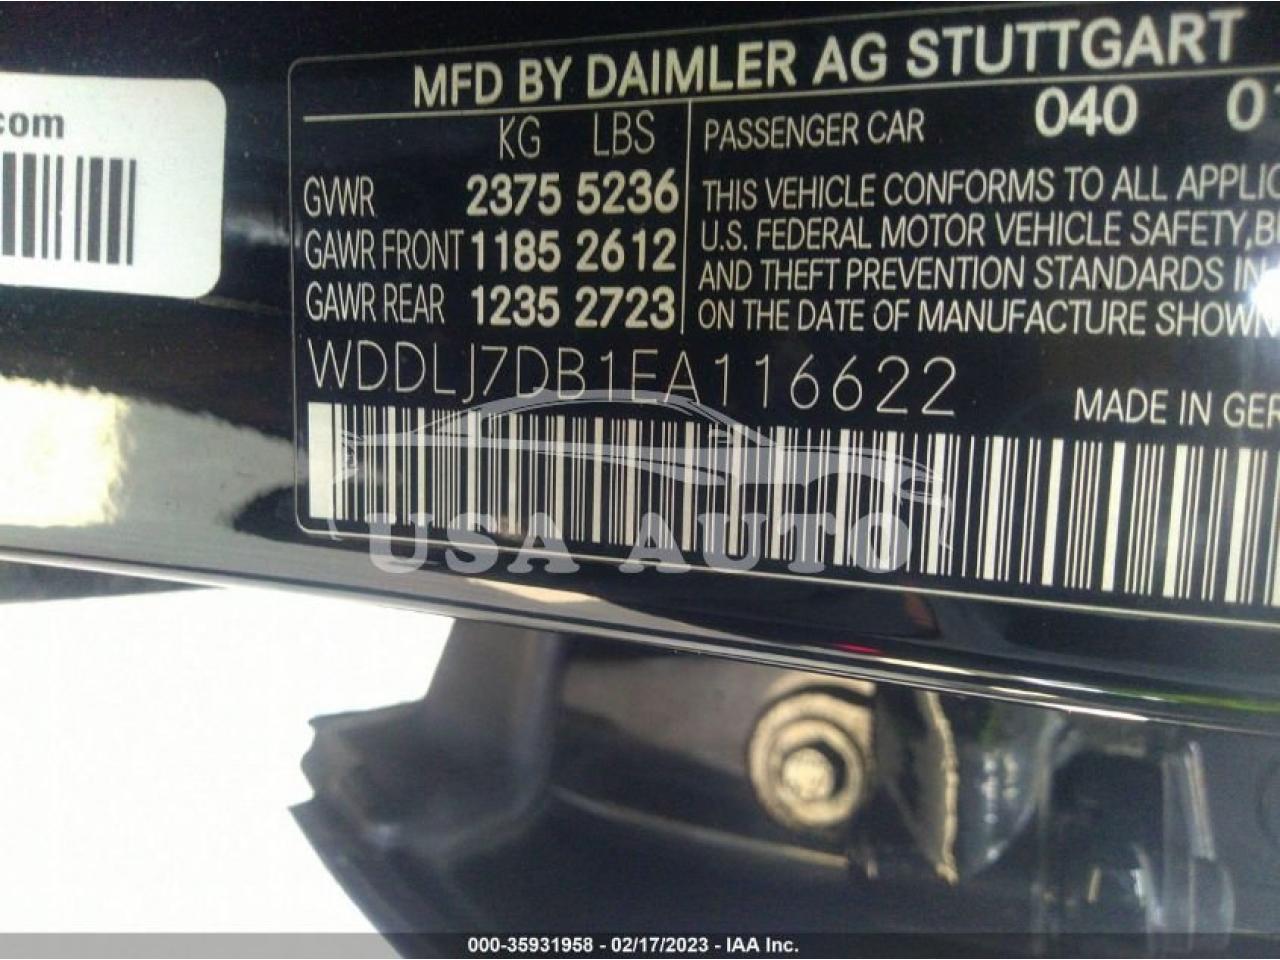 MFD BY DAIMLER AG STUTTGART
com
KG LBS
PASSENGER CAR 040 01
GVWR 2375 5236
GAWR FRONT 1185 2612
GAWR REAR 1235 2723
THIS VEHICLE CONFORMS TO ALL APPLIC
U.S. FEDERAL MOTOR VEHICLE SAFETY, B
AND THEFT PREVENTION STANDARDS IN
ON THE DATE OF MANUFACTURE SHOWN
WDDLJ7DB1EA116622
MADE IN GER
USA AUTO
000-35931958 - 02/17/2023 - IAA Inc.